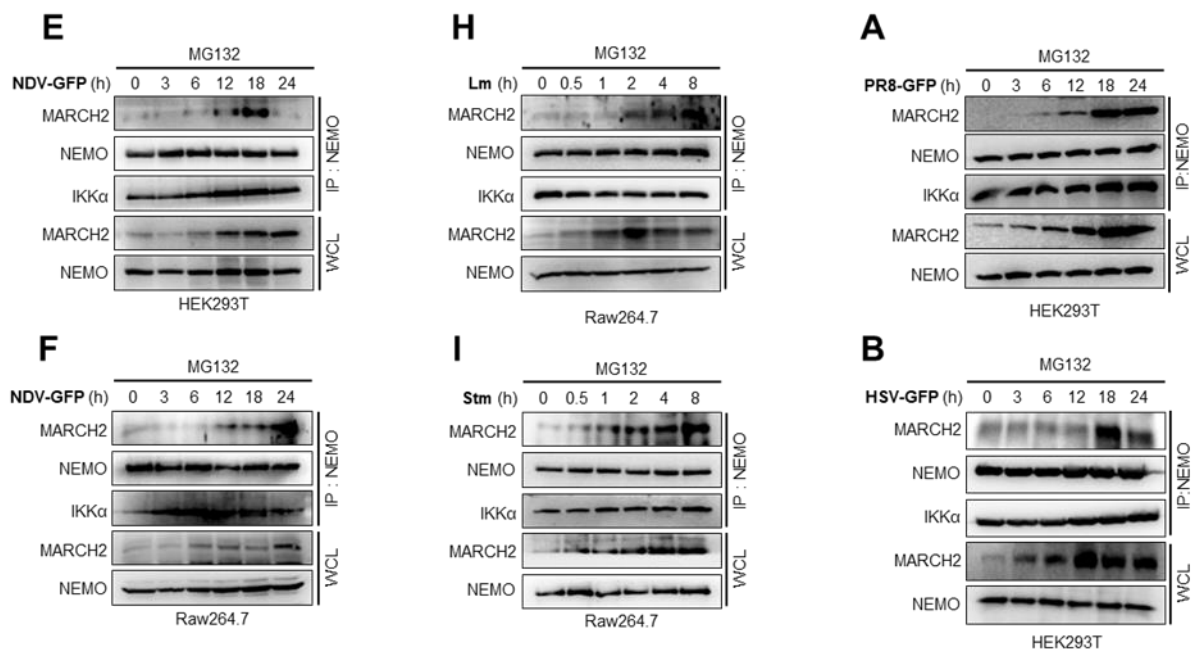 E
MG132
NDV-GFP (h) 0 3 6 12 18 24
MARCH2
NEMO
IKKα
IP : NEMO
MARCH2
NEMO
WCL
HEK293T
H
MG132
Lm (h) 0 0.5 1 2 4 8
MARCH2
NEMO
IKKα
IP : NEMO
MARCH2
NEMO
WCL
Raw264.7
A
MG132
PR8-GFP (h) 0 3 6 12 18 24
MARCH2
NEMO
IKKα
IP:NEMO
MARCH2
NEMO
WCL
HEK293T
F
MG132
NDV-GFP (h) 0 3 6 12 18 24
MARCH2
NEMO
IKKα
IP : NEMO
MARCH2
NEMO
WCL
Raw264.7
I
MG132
Stm (h) 0 0.5 1 2 4 8
MARCH2
NEMO
IKKα
IP : NEMO
MARCH2
NEMO
WCL
Raw264.7
B
MG132
HSV-GFP (h) 0 3 6 12 18 24
MARCH2
NEMO
IKKα
IP:NEMO
MARCH2
NEMO
WCL
HEK293T